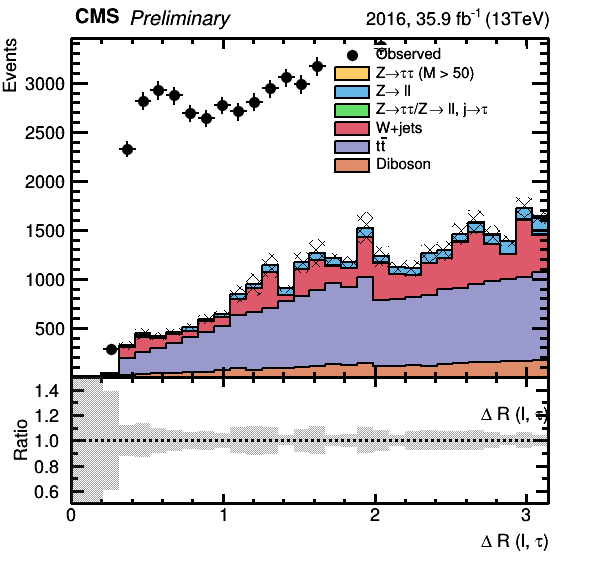 CMS Preliminary 2016, 35.9 fb⁻¹ (13TeV)
Events
3000
2500
2000
1500
1000
500
Observed
Z→ττ (M > 50)
Z→ ll
Z→ττ/Z→ ll, j→τ
W+jets
tt̄
Diboson
Δ R (l, τ)
Ratio
1.4
1.2
1.0
0.8
0.6
0 1 2 3
Δ R (l, τ)